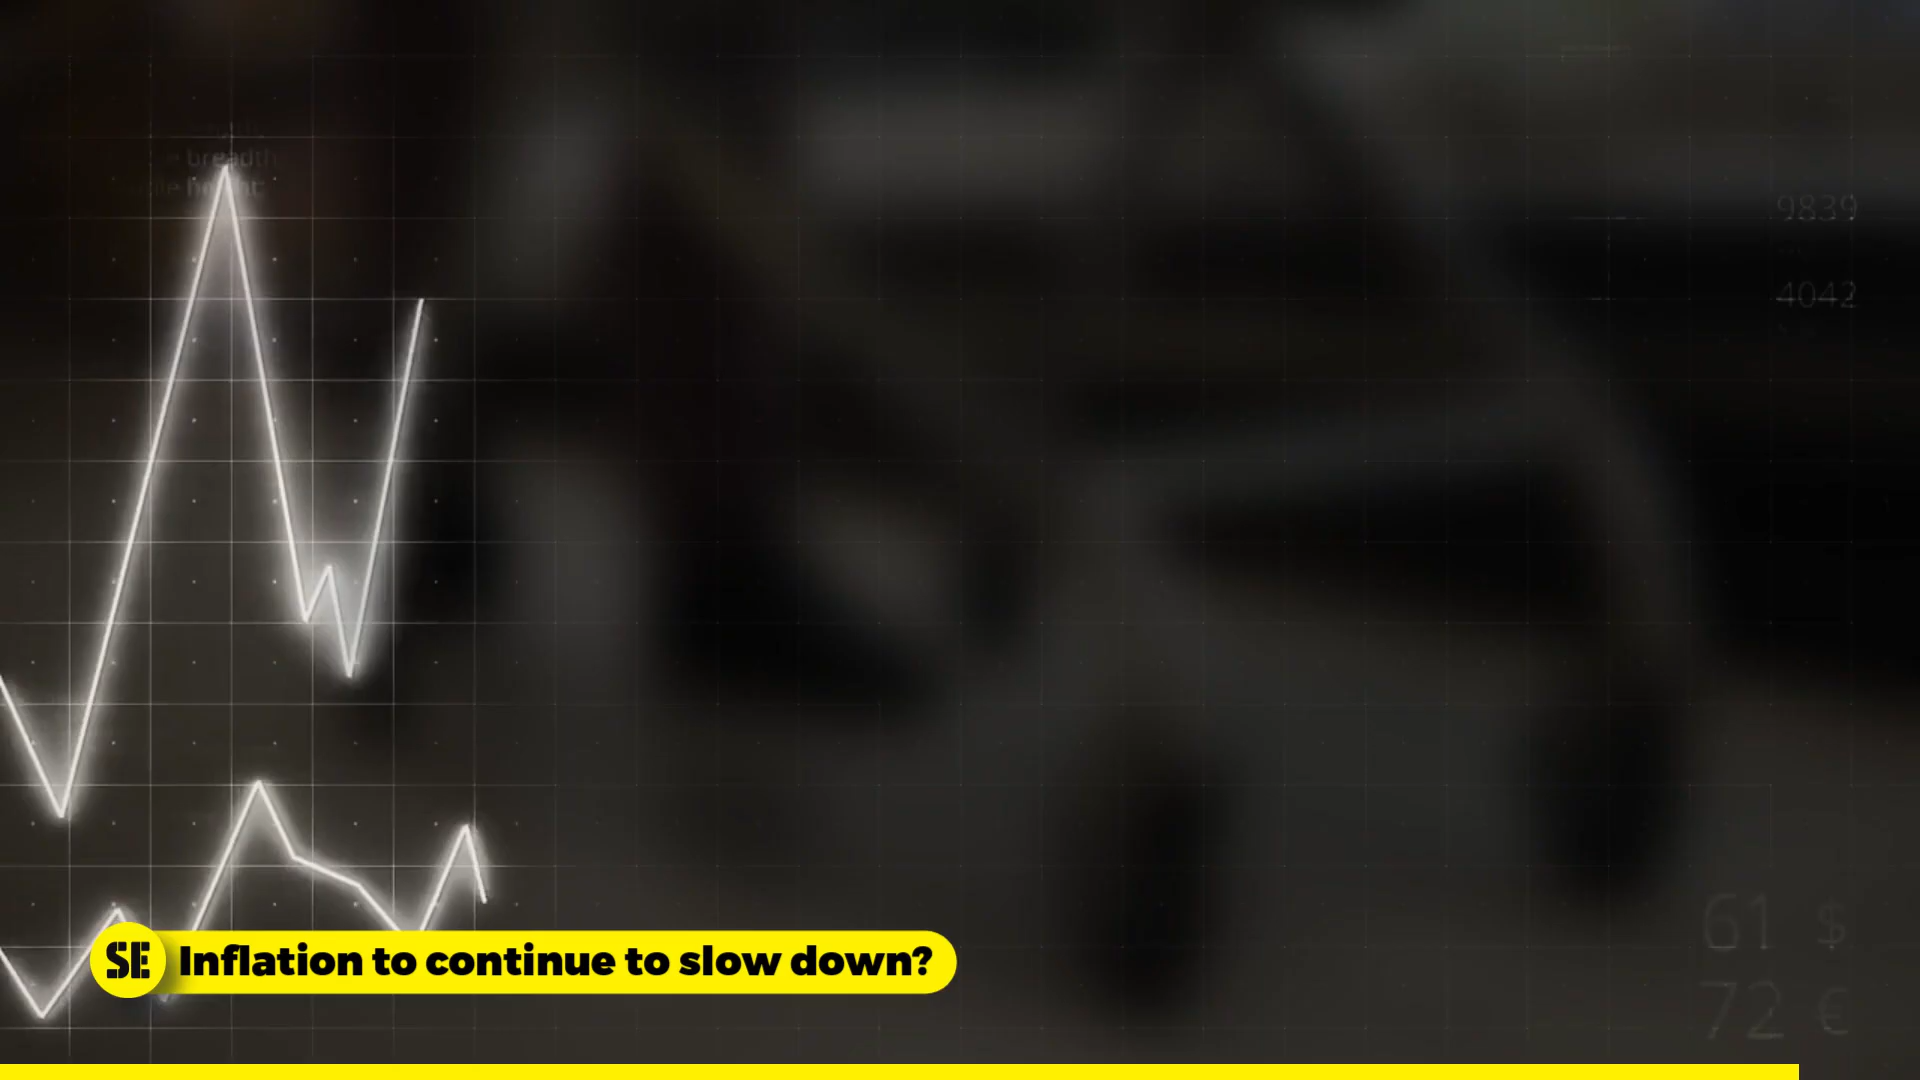 breadth
9839
4042
61 $
72 €
SE Inflation to continue to slow down?